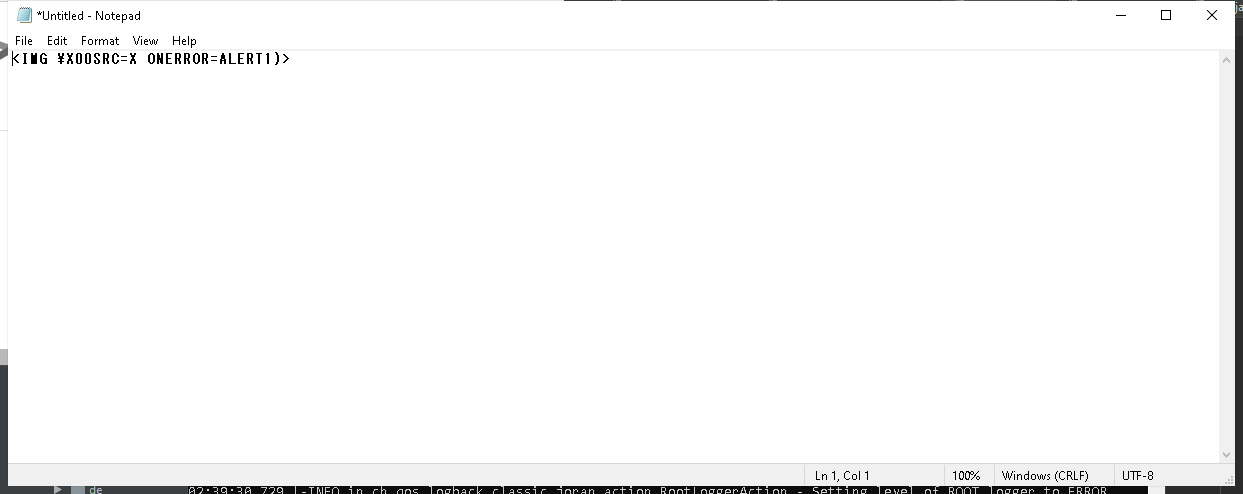 *Untitled - Notepad
File Edit Format View Help
<IMG ¥X00SRC=X ONERROR=ALERT1)>
Ln 1, Col 1 100% Windows (CRLF) UTF-8
de 02:39:30,729 |-INFO in ch.qos.logback.classic.joran.action.RootLoggerAction - Setting level of ROOT logger to ERROR